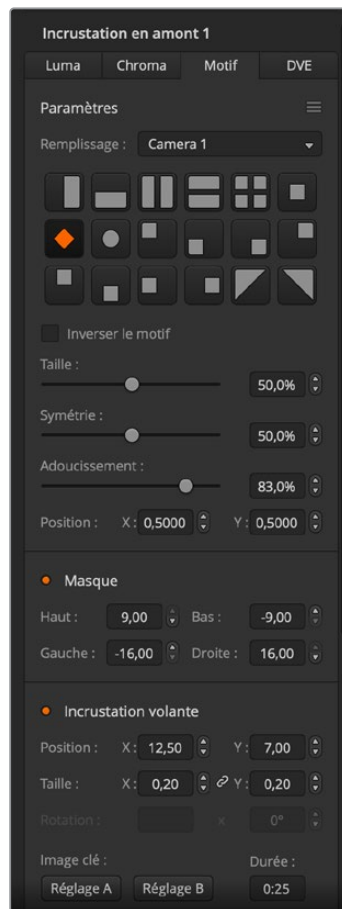 Incrustation en amont 1
Luma Chroma Motif DVE
Paramètres
Remplissage : Camera 1
Inverser le motif
Taille :
50,0%
Symétrie :
50,0%
Adoucissement :
83,0%
Position : X : 0,5000 Y : 0,5000
Masque
Haut : 9,00 Bas : -9,00
Gauche : -16,00 Droite : 16,00
Incrustation volante
Position : X : 12,50 Y : 7,00
Taille : X : 0,20 Y : 0,20
Rotation : x 0°
Image clé : Durée :
Réglage A Réglage B 0:25